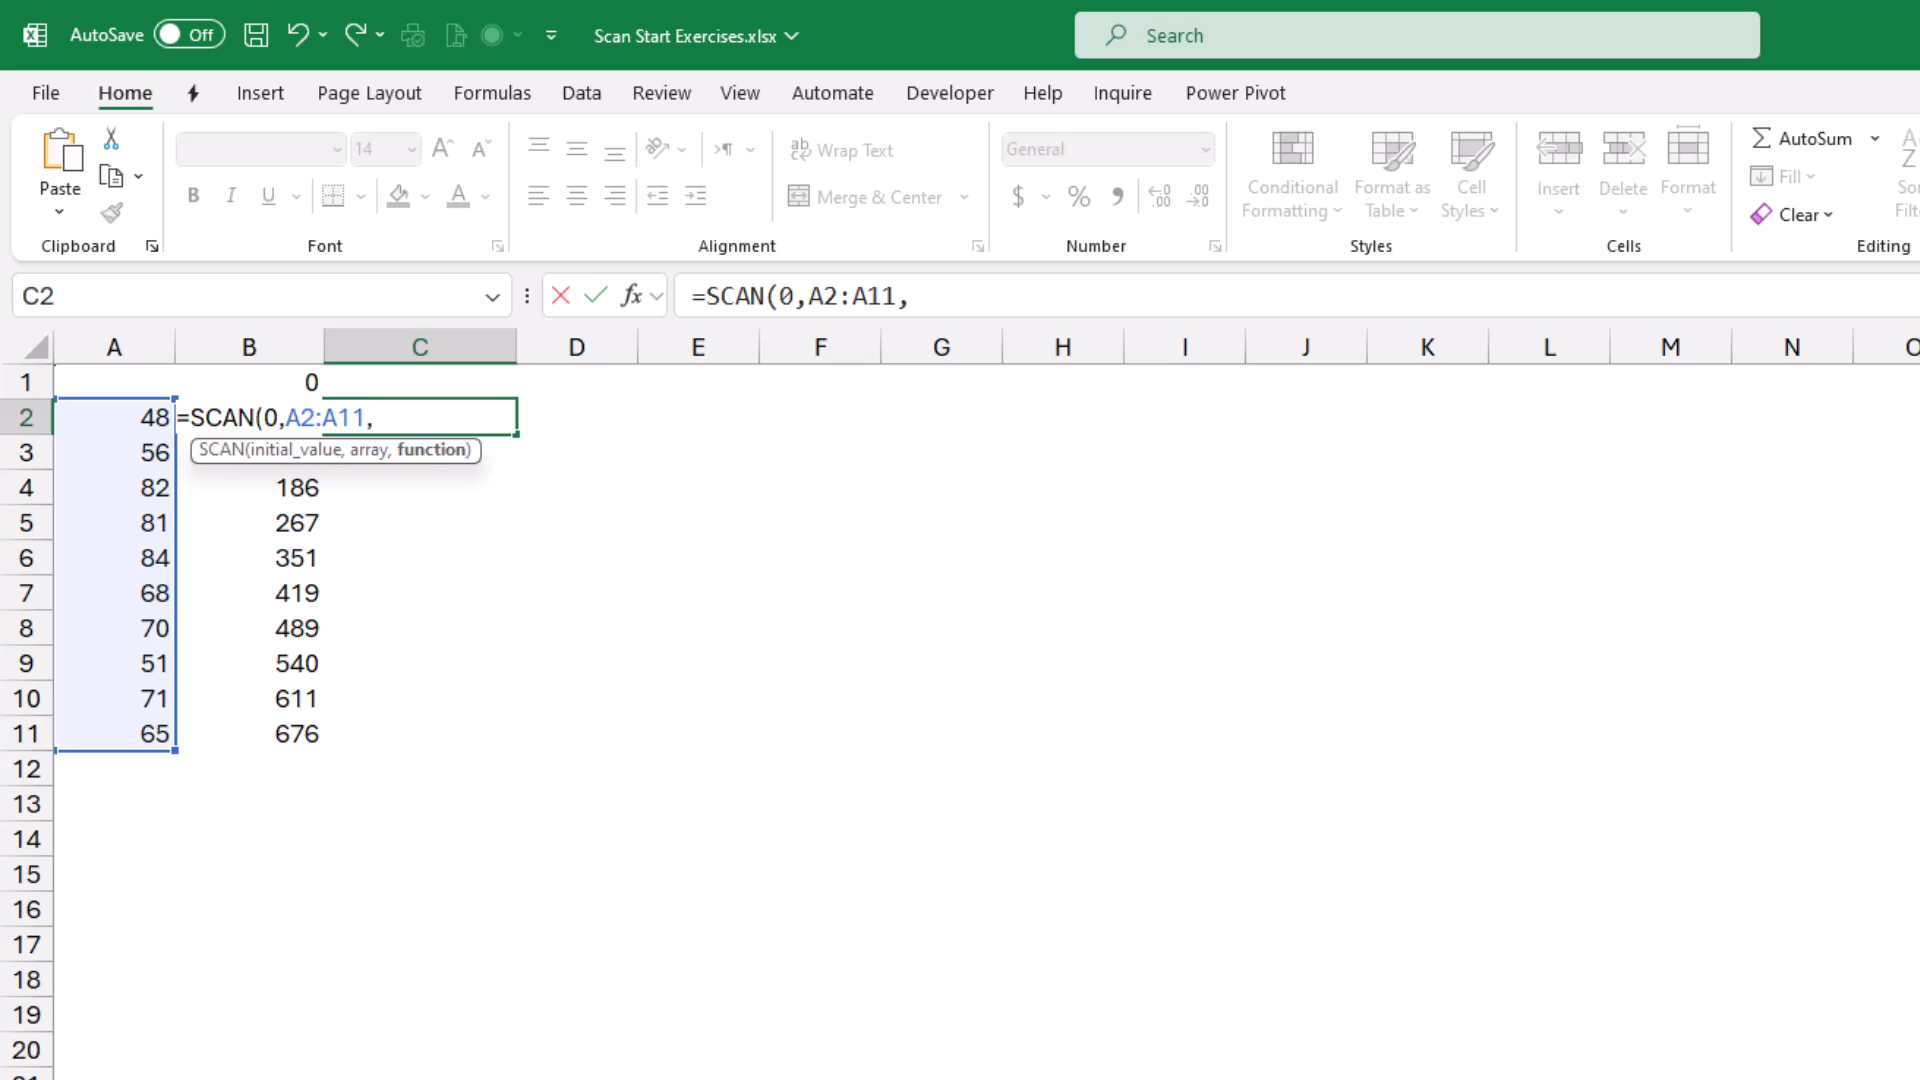 AutoSave Off Scan Start Exercises.xlsx Search
File Home Insert Page Layout Formulas Data Review View Automate Developer Help Inquire Power Pivot
Paste
Clipboard
14
B I U
Font
Wrap Text
Merge & Center
Alignment
General
$ %
Number
Conditional Formatting
Format as Table
Cell Styles
Styles
Insert Delete Format
Cells
AutoSum
Fill
Clear
Editing
C2 fx =SCAN(0,A2:A11,
A B C D E F G H I J K L M N
1 0
2 48 =SCAN(0,A2:A11,
3 56 SCAN(initial_value, array, function)
4 82 186
5 81 267
6 84 351
7 68 419
8 70 489
9 51 540
10 71 611
11 65 676
12
13
14
15
16
17
18
19
20